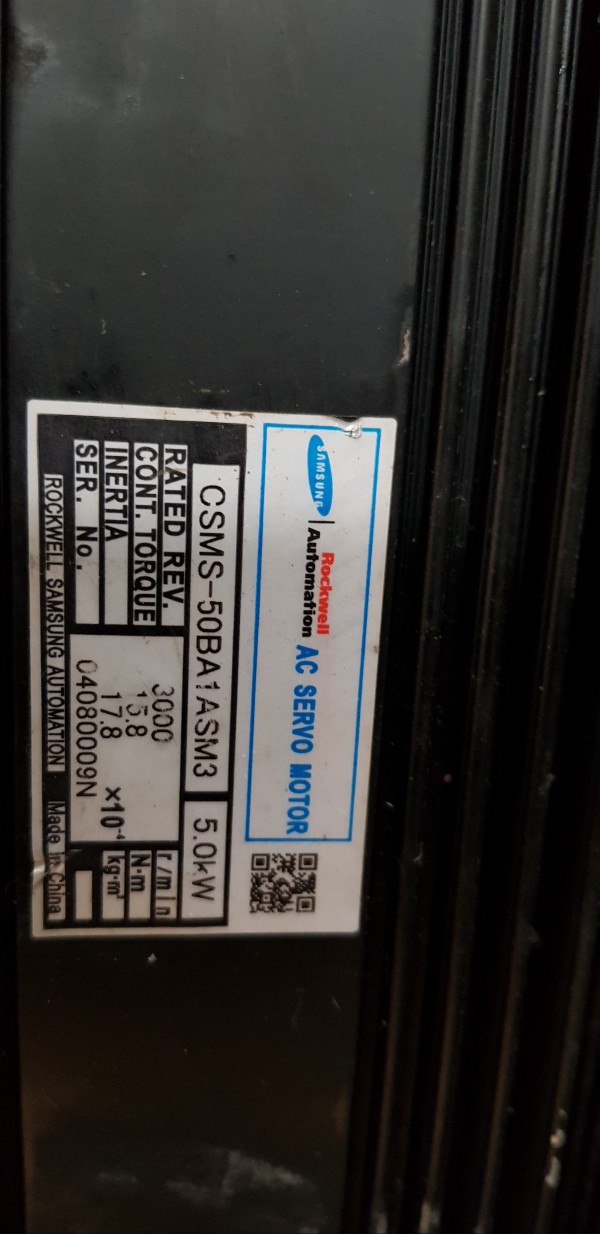 SAMSUNG | Rockwell Automation AC SERVO MOTOR
CSMS-50BA1ASM3 5.0kW
RATED REV. 3000 r/min
CONT. TORQUE 15.8 N·m
INERTIA 17.8 ×10⁻⁴ kg·m²
SER. No. 04080009N
ROCKWELL SAMSUNG AUTOMATION Made in China